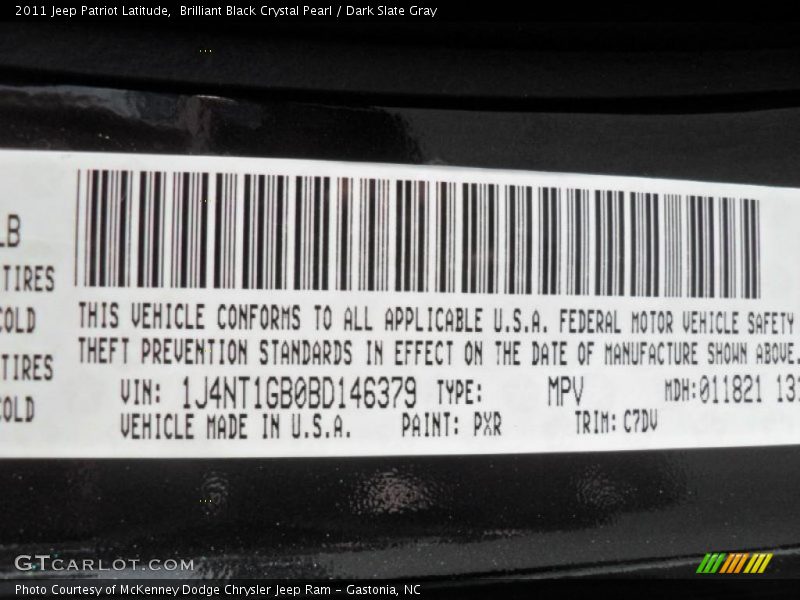 2011 Jeep Patriot Latitude,  Brilliant Black Crystal Pearl / Dark Slate Gray
LB
TIRES
COLD
TIRES
COLD
THIS VEHICLE CONFORMS TO ALL APPLICABLE U.S.A. FEDERAL MOTOR VEHICLE SAFETY
THEFT PREVENTION STANDARDS IN EFFECT ON THE DATE OF MANUFACTURE SHOWN ABOVE.
VIN: 1J4NT1GB0BD146379 TYPE: MPV MDH:011821 131
VEHICLE MADE IN U.S.A. PAINT: PXR TRIM: C7DV
GTCARLOT.COM
Photo Courtesy of McKenney Dodge Chrysler Jeep Ram - Gastonia, NC